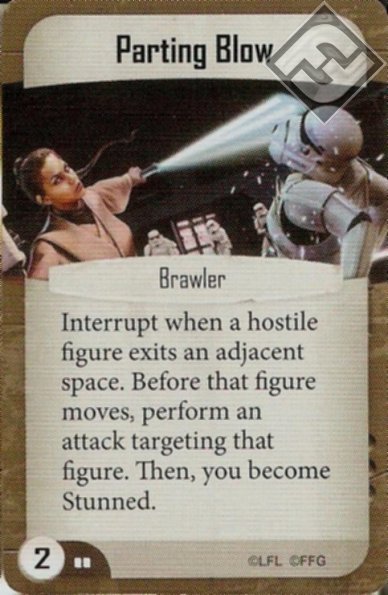 Parting Blow
Brawler
Interrupt when a hostile
figure exits an adjacent
space. Before that figure
moves, perform an
attack targeting that
figure. Then, you become
Stunned.
2
©LFL ©FFG